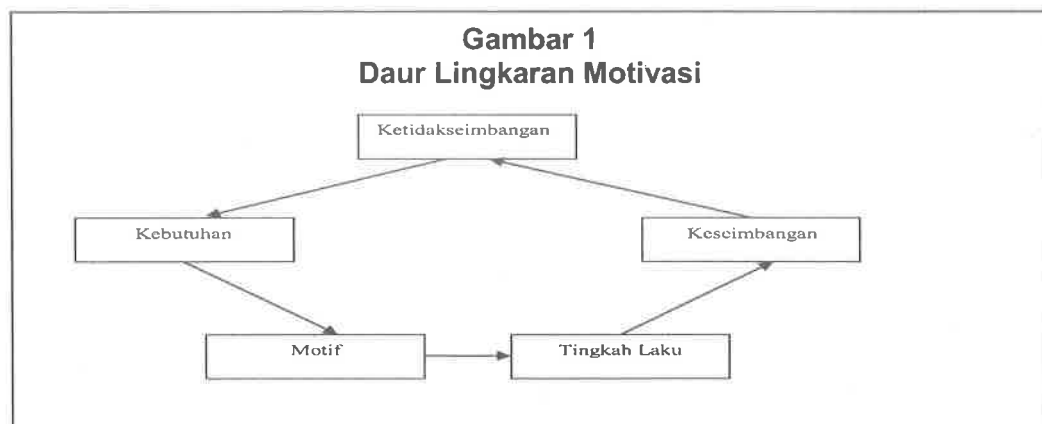 Gambar 1
Daur Lingkaran Motivasi
Ketidakseimbangan
Kebutuhan
Keseimbangan
Motif
Tingkah Laku